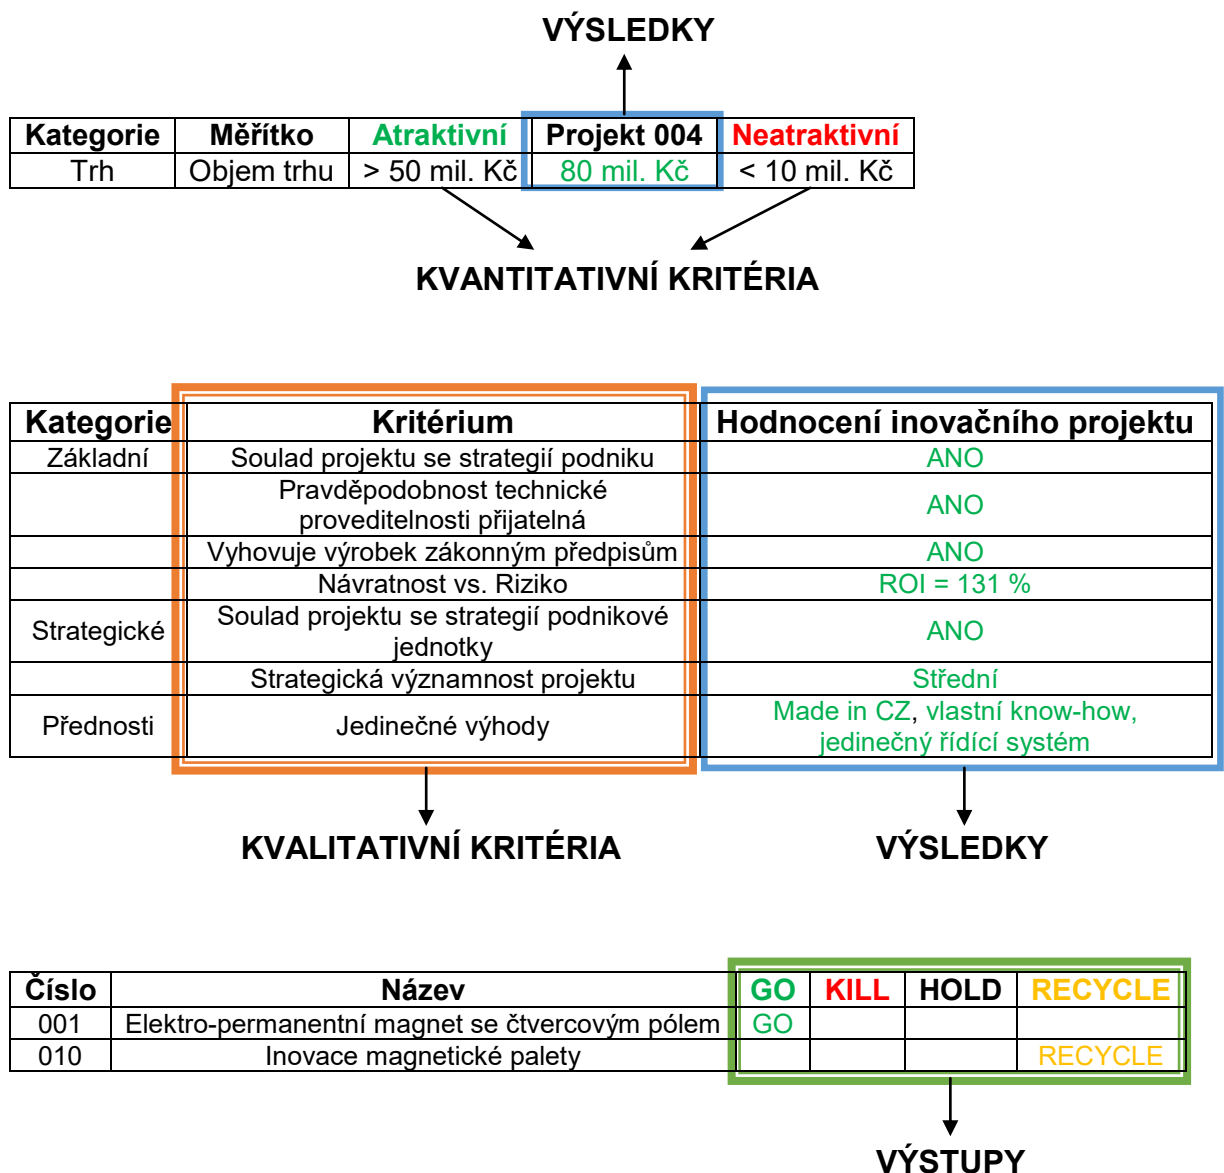 VÝSLEDKY
Kategorie Měřítko Atraktivní Projekt 004 Neatraktivní
Trh Objem trhu > 50 mil. Kč 80 mil. Kč < 10 mil. Kč
KVANTITATIVNÍ KRITÉRIA
Kategorie Kritérium Hodnocení inovačního projektu
Základní Soulad projektu se strategií podniku ANO
Pravděpodobnost technické
proveditelnosti přijatelná ANO
Vyhovuje výrobek zákonným předpisům ANO
Návratnost vs. Riziko ROI = 131 %
Strategické Soulad projektu se strategií podnikové
jednotky ANO
Strategická významnost projektu Střední
Přednosti Jedinečné výhody Made in CZ, vlastní know-how,
jedinečný řídící systém
KVALITATIVNÍ KRITÉRIA VÝSLEDKY
Číslo Název GO KILL HOLD RECYCLE
001 Elektro-permanentní magnet se čtvercovým pólem GO
010 Inovace magnetické palety RECYCLE
VÝSTUPY